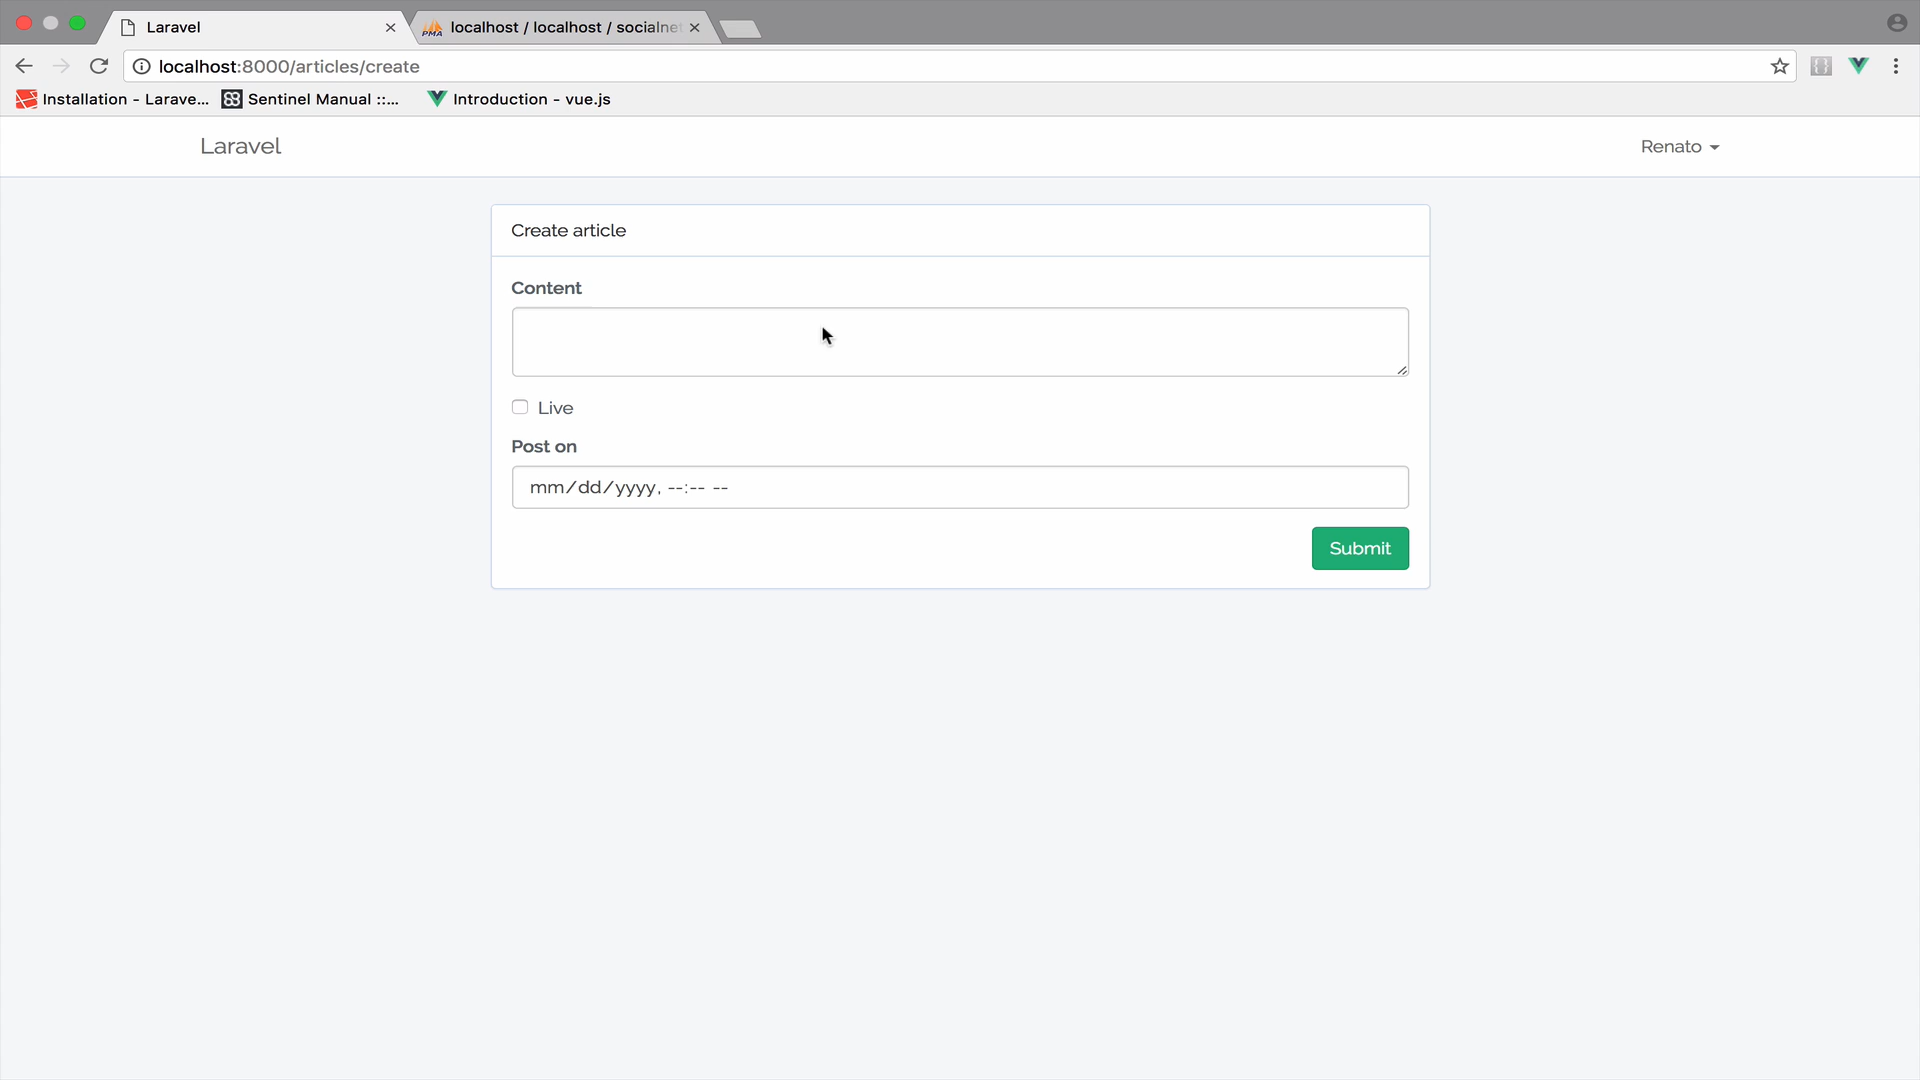 Laravel
localhost / localhost / socialnet
localhost:8000/articles/create
Installation - Larave...
Sentinel Manual ::...
Introduction - vue.js
Laravel
Renato
Create article
Content
Live
Post on
mm/dd/yyyy, --:-- --
Submit